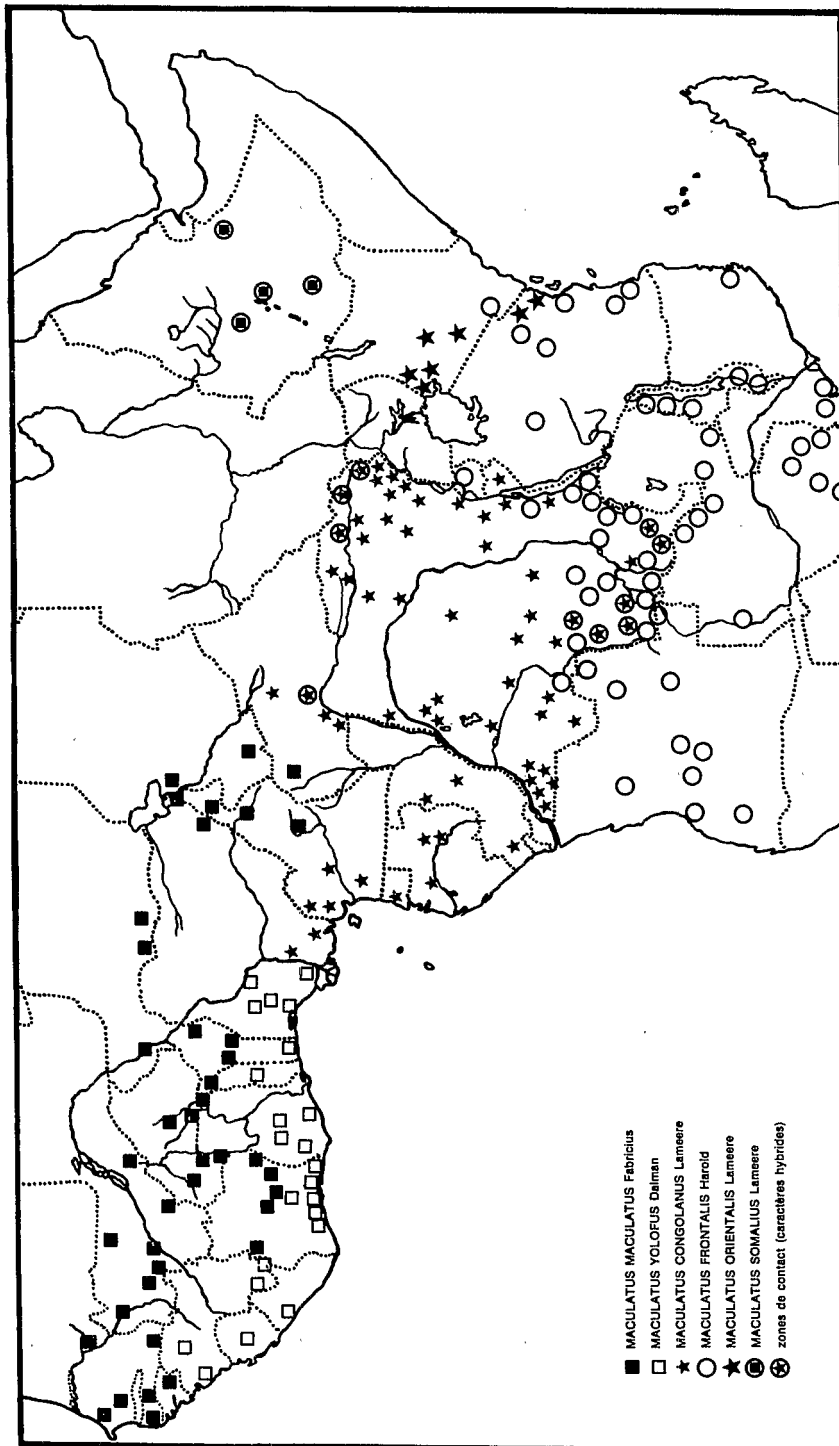 MACULATUS MACULATUS Fabricius
MACULATUS YOLOFUS Dalman
MACULATUS CONGOLANUS Lameere
MACULATUS FRONTALIS Harold
MACULATUS ORIENTALIS Lameere
MACULATUS SOMALIUS Lameere
zones de contact (caractères hybrides)